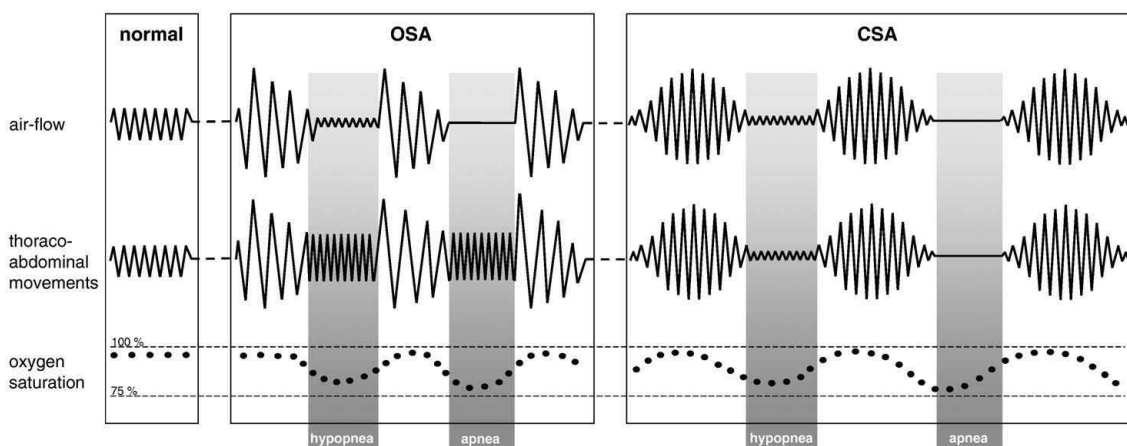 normal
OSA
CSA
air-flow
thoraco-
abdominal
movements
100 %
oxygen
saturation
75 %
hypopnea
apnea
hypopnea
apnea